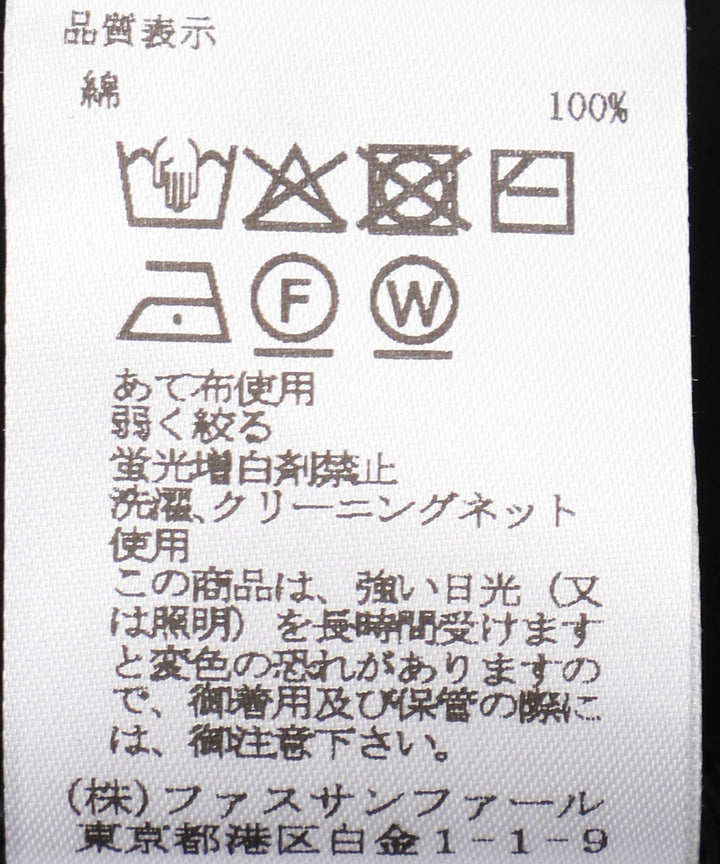 品質表示
綿 100%
F W
あて布使用
弱く絞る
蛍光増白剤禁止
洗濯、クリーニングネット
使用
この商品は、強い日光（又
は照明）を長時間受けます
と変色の恐れがありますの
で、御着用及び保管の際に
は、御注意下さい。
(株)ファスサンファール
東京都港区白金1-1-9